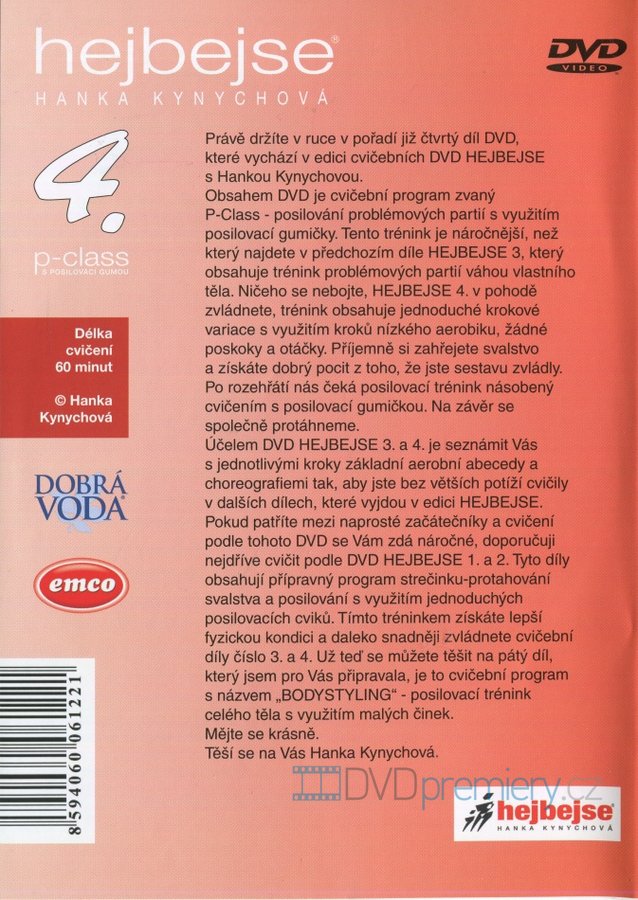 hejbejse®
HANKA KYNYCHOVÁ
DVD
VIDEO
4.
p-class
S POSILOVACÍ GUMOU
Délka
cvičení
60 minut
© Hanka
Kynychová
DOBRÁ
VODA®
emco
8 594060 061221
Právě držíte v ruce v pořadí již čtvrtý díl DVD,
které vychází v edici cvičebních DVD HEJBEJSE
s Hankou Kynychovou.
Obsahem DVD je cvičební program zvaný
P-Class - posilování problémových partií s využitím
posilovací gumičky. Tento trénink je náročnější, než
který najdete v předchozím díle HEJBEJSE 3, který
obsahuje trénink problémových partií váhou vlastního
těla. Ničeho se nebojte, HEJBEJSE 4. v pohodě
zvládnete, trénink obsahuje jednoduché krokové
variace s využitím kroků nízkého aerobiku, žádné
poskoky a otáčky. Příjemně si zahřejete svalstvo
a získáte dobrý pocit z toho, že jste sestavu zvládly.
Po rozehřátí nás čeká posilovací trénink násobený
cvičením s posilovací gumičkou. Na závěr se
společně protáhneme.
Účelem DVD HEJBEJSE 3. a 4. je seznámit Vás
s jednotlivými kroky základní aerobní abecedy a
choreografiemi tak, aby jste bez větších potíží cvičily
v dalších dílech, které vyjdou v edici HEJBEJSE.
Pokud patříte mezi naprosté začátečníky a cvičení
podle tohoto DVD se Vám zdá náročné, doporučuji
nejdříve cvičit podle DVD HEJBEJSE 1. a 2. Tyto díly
obsahují přípravný program strečinku-protahování
svalstva a posilování s využitím jednoduchých
posilovacích cviků. Tímto tréninkem získáte lepší
fyzickou kondici a daleko snadněji zvládnete cvičební
díly číslo 3. a 4. Už teď se můžete těšit na pátý díl,
který jsem pro Vás připravala, je to cvičební program
s názvem „BODYSTYLING“ - posilovací trénink
celého těla s využitím malých činek.
Mějte se krásně.
Těší se na Vás Hanka Kynychová.
DVDpremiery.cz
hejbejse®
HANKA KYNYCHOVÁ